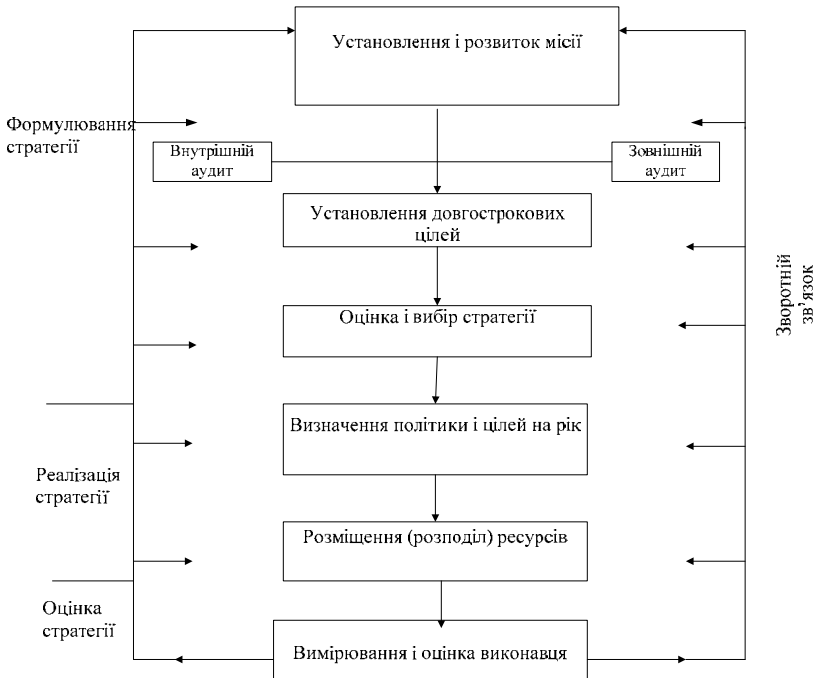 Установлення і розвиток місії
Формулювання
стратегії
Внутрішній
аудит
Зовнішній
аудит
Установлення довгострокових
цілей
Зворотній
зв'язок
Оцінка і вибір стратегії
Визначення політики і цілей на рік
Реалізація
стратегії
Розміщення (розподіл) ресурсів
Оцінка
стратегії
Вимірювання і оцінка виконавця